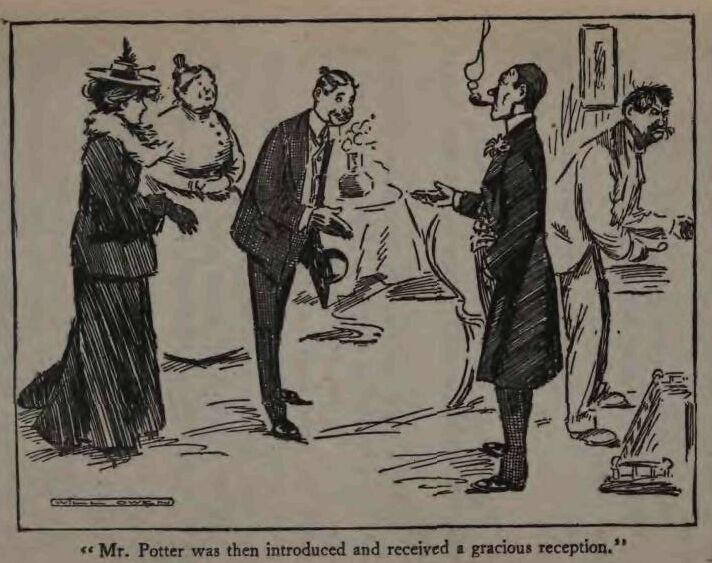 WILL OWEN
"Mr. Potter was then introduced and received a gracious reception."